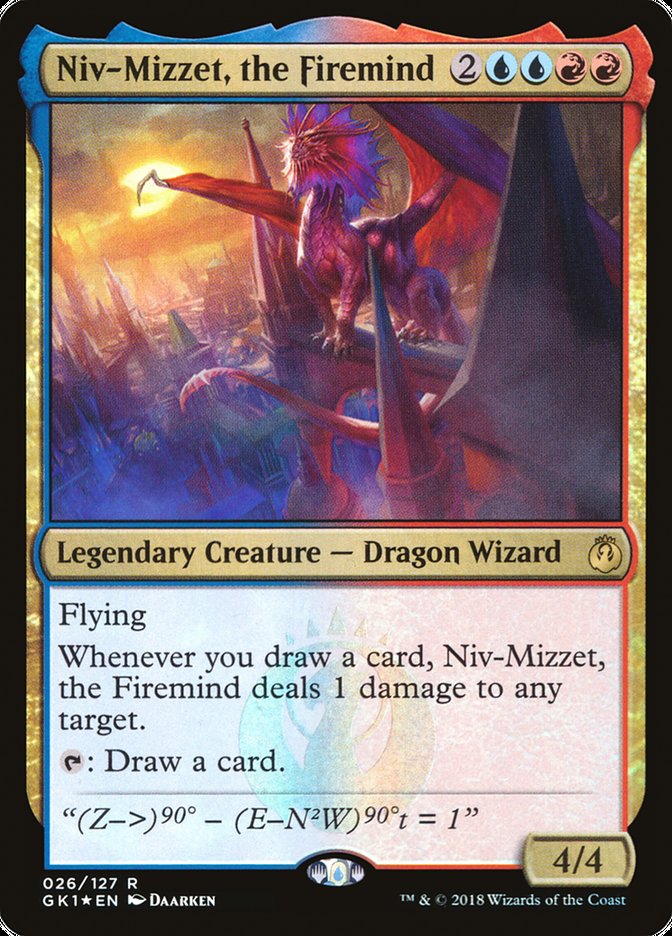 Niv-Mizzet, the Firemind 2
Legendary Creature — Dragon Wizard
Flying
Whenever you draw a card, Niv-Mizzet,
the Firemind deals 1 damage to any
target.
: Draw a card.
“(Z–>)90° – (E–N²W)90°t = 1”
4/4
026/127 R
GK1★EN Daarken
™ & © 2018 Wizards of the Coast